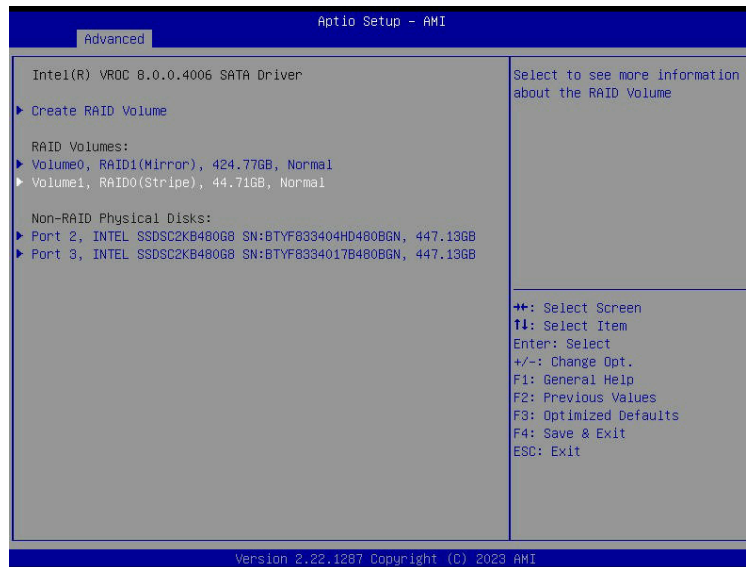 Aptio Setup - AMI
Advanced
Intel(R) VROC 8.0.0.4006 SATA Driver
Create RAID Volume
RAID Volumes:
Volume0, RAID1(Mirror), 424.77GB, Normal
Volume1, RAID0(Stripe), 44.71GB, Normal
Non-RAID Physical Disks:
Port 2, INTEL SSDSC2KB480G8 SN:BTYF833404HD480BGN, 447.13GB
Port 3, INTEL SSDSC2KB480G8 SN:BTYF8334017B480BGN, 447.13GB
Select to see more information
about the RAID Volume
→←: Select Screen
↑↓: Select Item
Enter: Select
+/-: Change Opt.
F1: General Help
F2: Previous Values
F3: Optimized Defaults
F4: Save & Exit
ESC: Exit
Version 2.22.1287 Copyright (C) 2023 AMI